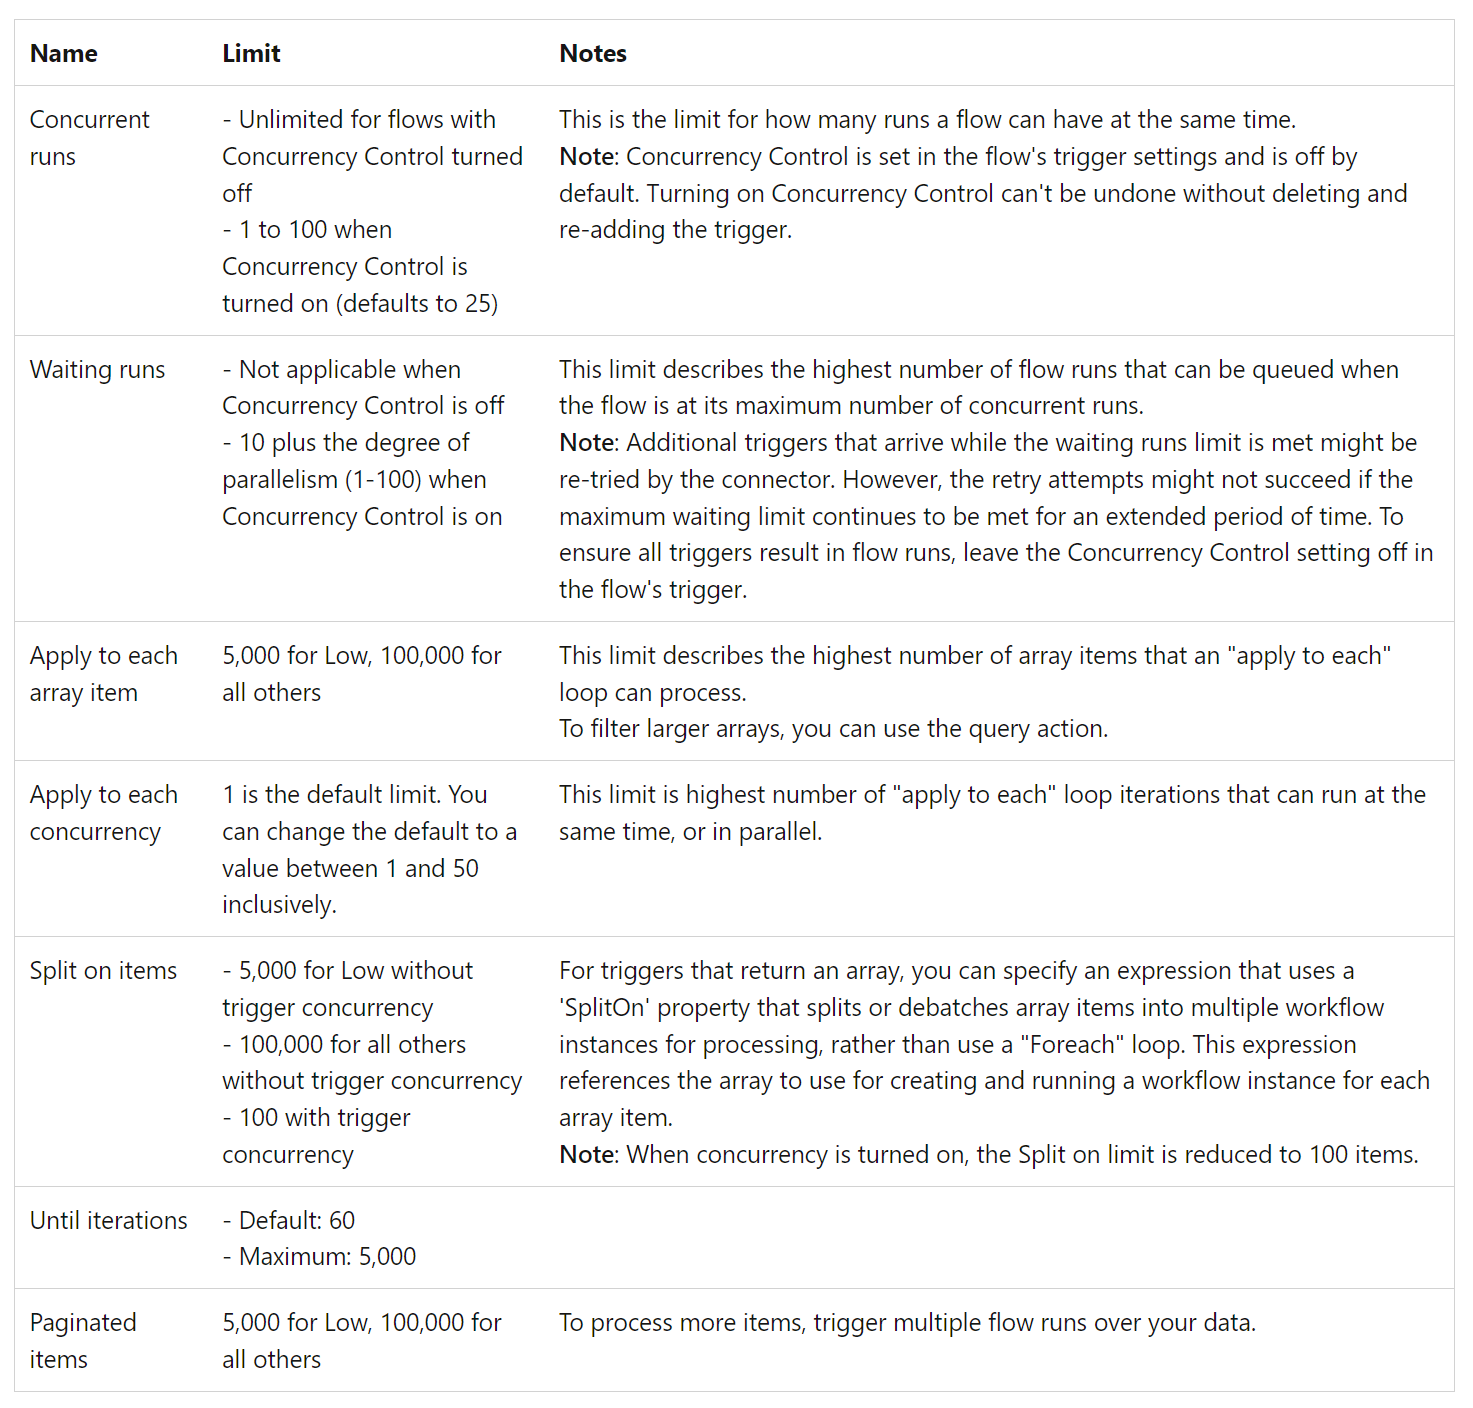 Name
Limit
Notes
Concurrent
runs
- Unlimited for flows with
Concurrency Control turned
off
- 1 to 100 when
Concurrency Control is
turned on (defaults to 25)
This is the limit for how many runs a flow can have at the same time.
Note: Concurrency Control is set in the flow's trigger settings and is off by
default. Turning on Concurrency Control can't be undone without deleting and
re-adding the trigger.
Waiting runs
- Not applicable when
Concurrency Control is off
- 10 plus the degree of
parallelism (1-100) when
Concurrency Control is on
This limit describes the highest number of flow runs that can be queued when
the flow is at its maximum number of concurrent runs.
Note: Additional triggers that arrive while the waiting runs limit is met might be
re-tried by the connector. However, the retry attempts might not succeed if the
maximum waiting limit continues to be met for an extended period of time. To
ensure all triggers result in flow runs, leave the Concurrency Control setting off in
the flow's trigger.
Apply to each
array item
5,000 for Low, 100,000 for
all others
This limit describes the highest number of array items that an "apply to each"
loop can process.
To filter larger arrays, you can use the query action.
Apply to each
concurrency
1 is the default limit. You
can change the default to a
value between 1 and 50
inclusively.
This limit is highest number of "apply to each" loop iterations that can run at the
same time, or in parallel.
Split on items
- 5,000 for Low without
trigger concurrency
- 100,000 for all others
without trigger concurrency
- 100 with trigger
concurrency
For triggers that return an array, you can specify an expression that uses a
'SplitOn' property that splits or debatches array items into multiple workflow
instances for processing, rather than use a "Foreach" loop. This expression
references the array to use for creating and running a workflow instance for each
array item.
Note: When concurrency is turned on, the Split on limit is reduced to 100 items.
Until iterations
- Default: 60
- Maximum: 5,000
Paginated
items
5,000 for Low, 100,000 for
all others
To process more items, trigger multiple flow runs over your data.